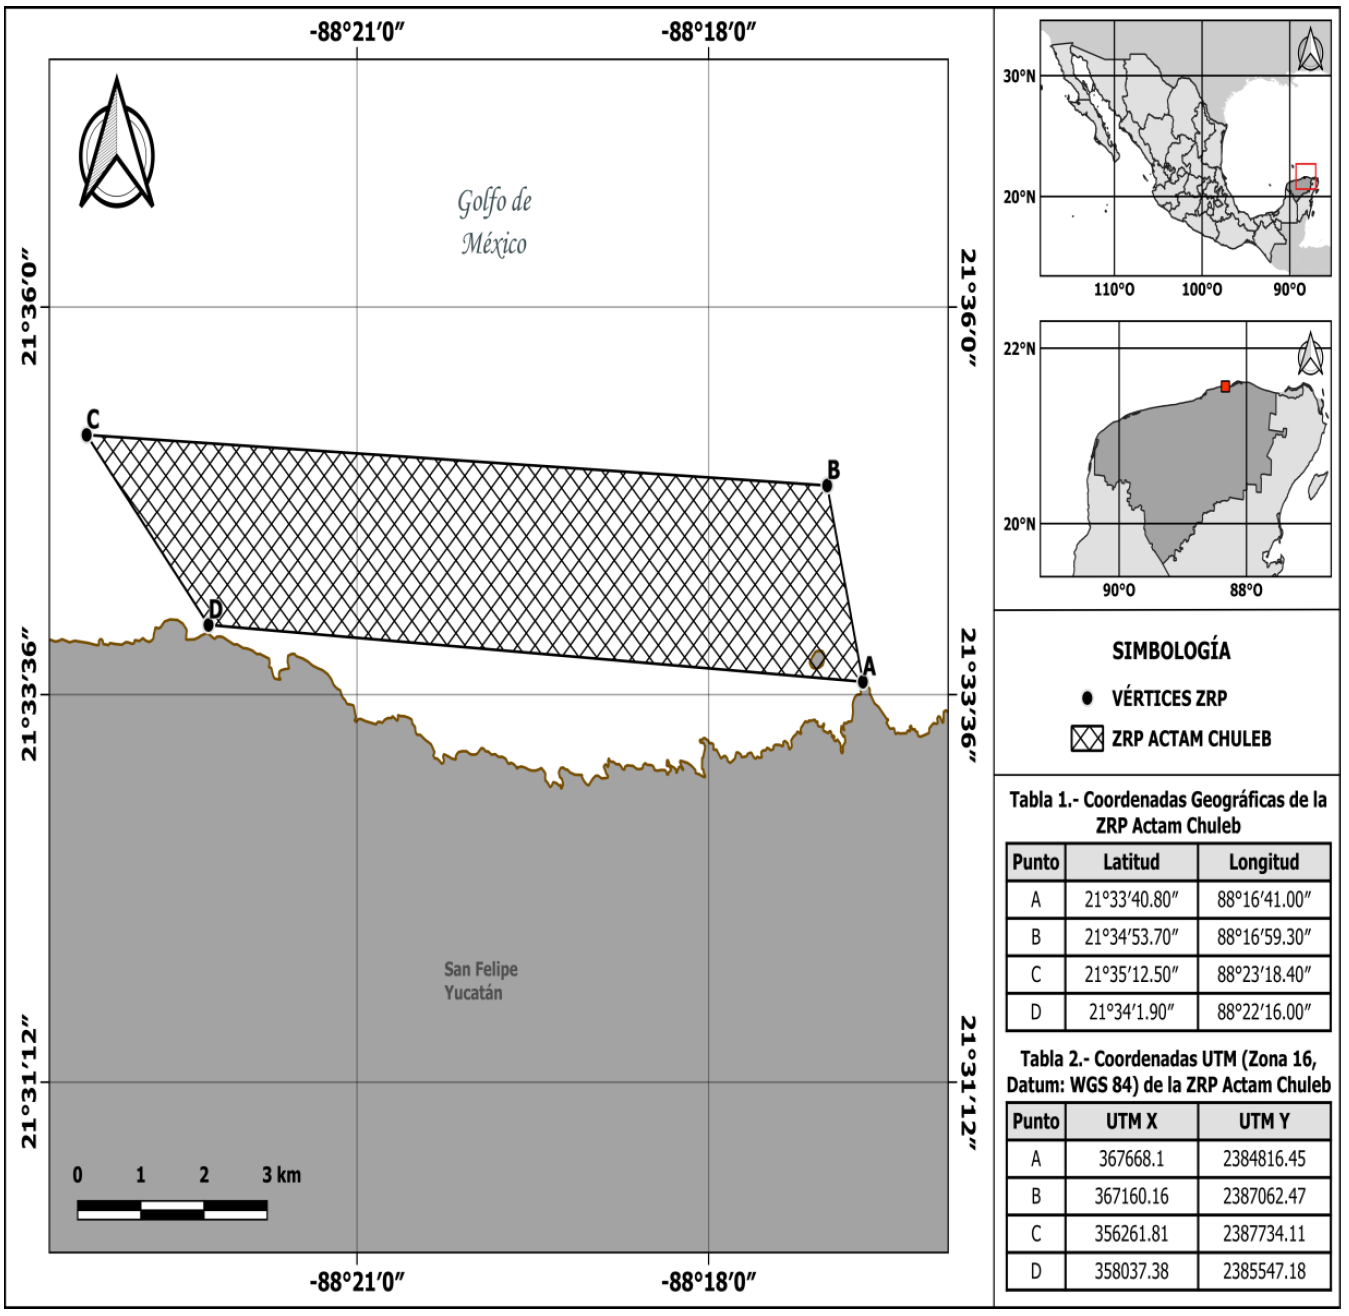 -88°21'0" -88°18'0"
Golfo de
México
21°36'0" 21°36'0"
C
B
D
A
21°33'36" 21°33'36"
San Felipe
Yucatán
21°31'12" 21°31'12"
0 1 2 3 km
-88°21'0" -88°18'0"
30°N
20°N
110°O 100°O 90°O
22°N
20°N
90°O 88°O
SIMBOLOGÍA
VÉRTICES ZRP
ZRP ACTAM CHULEB
Tabla 1.- Coordenadas Geográficas de la
ZRP Actam Chuleb
Punto Latitud Longitud
A 21°33'40.80" 88°16'41.00"
B 21°34'53.70" 88°16'59.30"
C 21°35'12.50" 88°23'18.40"
D 21°34'1.90" 88°22'16.00"
Tabla 2.- Coordenadas UTM (Zona 16,
Datum: WGS 84) de la ZRP Actam Chuleb
Punto UTM X UTM Y
A 367668.1 2384816.45
B 367160.16 2387062.47
C 356261.81 2387734.11
D 358037.38 2385547.18